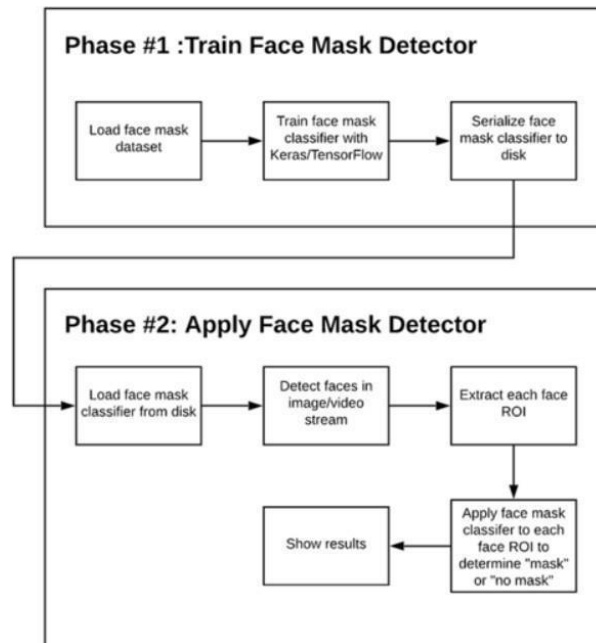 Phase #1 :Train Face Mask Detector
Load face mask
dataset
Train face mask
classifier with
Keras/TensorFlow
Serialize face
mask classifier to
disk
Phase #2: Apply Face Mask Detector
Load face mask
classifier from disk
Detect faces in
image/video
stream
Extract each face
ROI
Show results
Apply face mask
classifer to each
face ROI to
determine "mask"
or "no mask"